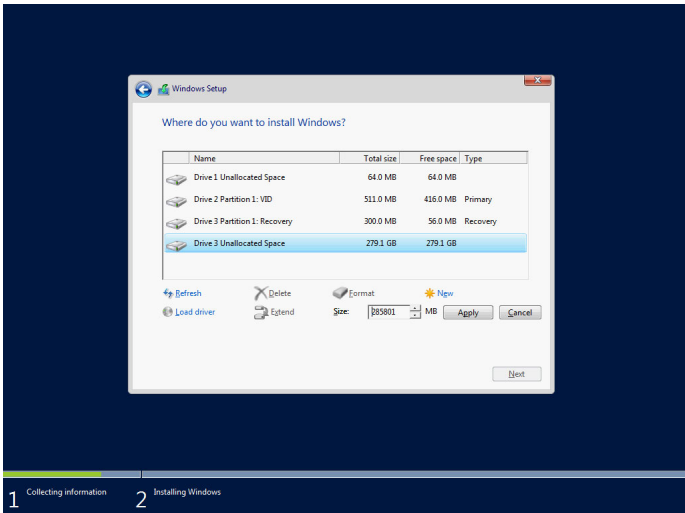 Windows Setup
Where do you want to install Windows?
Name Total size Free space Type
Drive 1 Unallocated Space 64.0 MB 64.0 MB
Drive 2 Partition 1: VID 511.0 MB 416.0 MB Primary
Drive 3 Partition 1: Recovery 300.0 MB 56.0 MB Recovery
Drive 3 Unallocated Space 279.1 GB 279.1 GB
Refresh Delete Format New
Load driver Extend Size: 285801 MB Apply Cancel
Next
1 Collecting information 2 Installing Windows